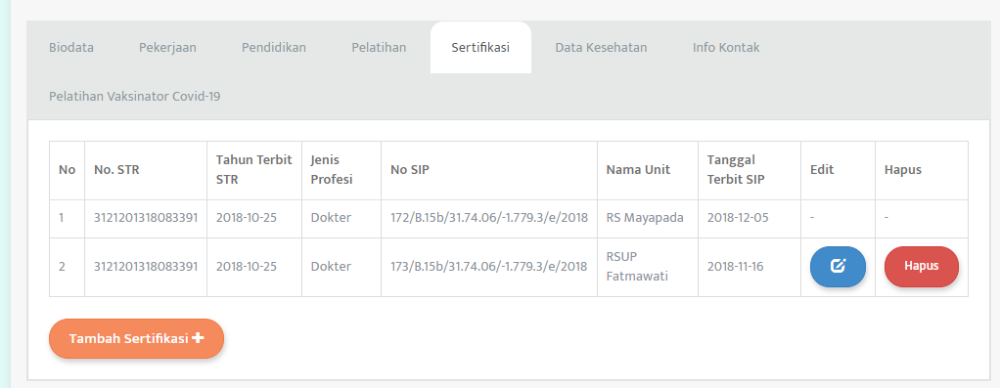 Biodata Pekerjaan Pendidikan Pelatihan Sertifikasi Data Kesehatan Info Kontak
Pelatihan Vaksinator Covid-19
No No. STR Tahun Terbit STR Jenis Profesi No SIP Nama Unit Tanggal Terbit SIP Edit Hapus
1 3121201318083391 2018-10-25 Dokter 172/B.15b/31.74.06/-1.779.3/e/2018 RS Mayapada 2018-12-05 - -
2 3121201318083391 2018-10-25 Dokter 173/B.15b/31.74.06/-1.779.3/e/2018 RSUP Fatmawati 2018-11-16 Hapus
Tambah Sertifikasi +